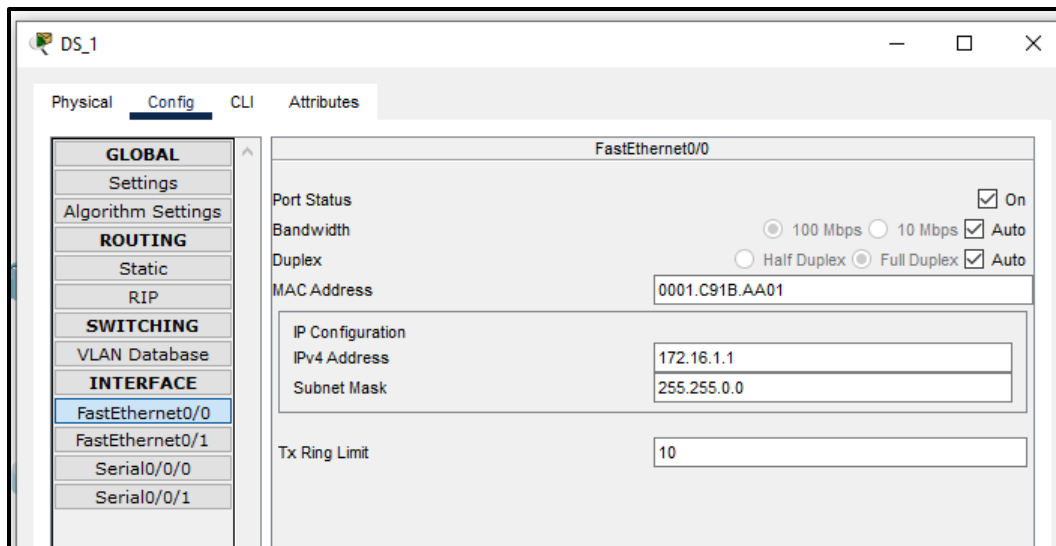 DS_1
Physical Config CLI Attributes
GLOBAL
Settings
Algorithm Settings
ROUTING
Static
RIP
SWITCHING
VLAN Database
INTERFACE
FastEthernet0/0
FastEthernet0/1
Serial0/0/0
Serial0/0/1
FastEthernet0/0
Port Status On
Bandwidth 100 Mbps 10 Mbps Auto
Duplex Half Duplex Full Duplex Auto
MAC Address 0001.C91B.AA01
IP Configuration
IPv4 Address 172.16.1.1
Subnet Mask 255.255.0.0
Tx Ring Limit 10